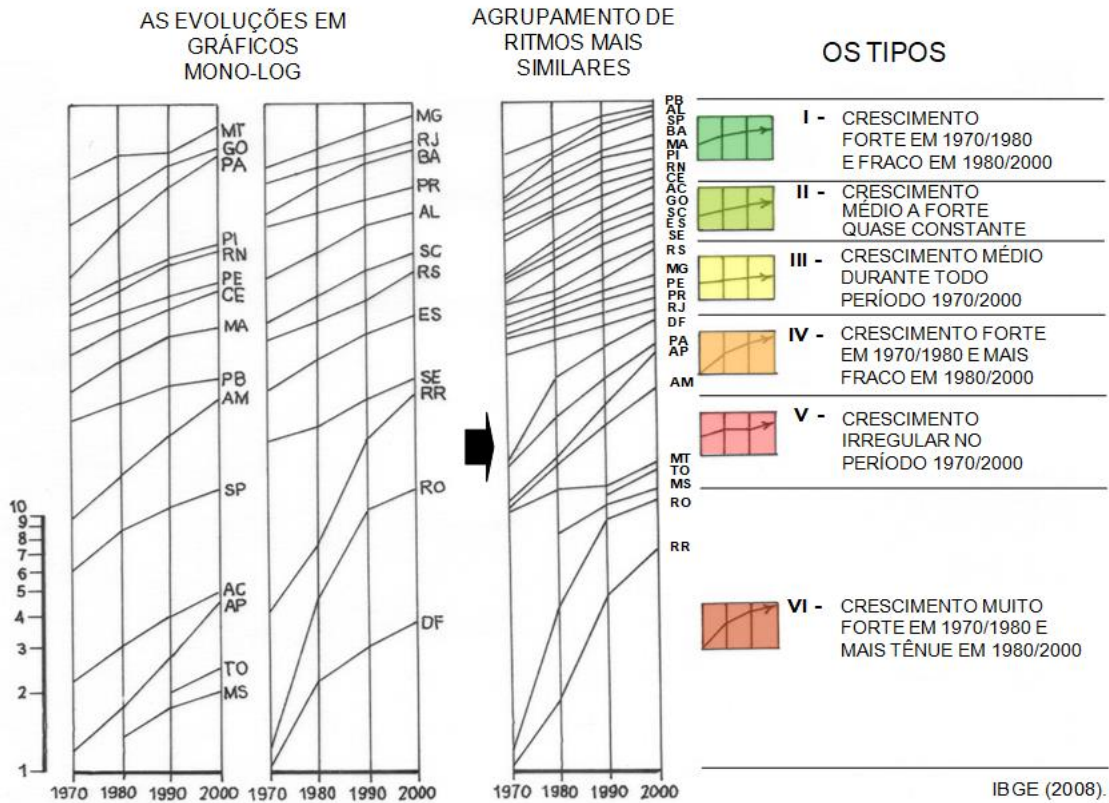 AS EVOLUÇÕES EM
GRÁFICOS
MONO-LOG
MT
GO
PA
PI
RN
PE
CE
MA
PB
AM
SP
AC
AP
TO
MS
10
9
8
7
6
5
4
3
2
1
1970 1980 1990 2000
MG
RJ
BA
PR
AL
SC
RS
ES
SE
RR
RO
DF
1970 1980 1990 2000
AGRUPAMENTO DE
RITMOS MAIS
SIMILARES
PB
AL
SP
BA
MA
PI
RN
CE
AC
GO
SC
ES
SE
RS
MG
PE
PR
RJ
DF
PA
AP
AM
MT
TO
MS
RO
RR
1970 1980 1990 2000
OS TIPOS
I - CRESCIMENTO
FORTE EM 1970/1980
E FRACO EM 1980/2000
II - CRESCIMENTO
MÉDIO A FORTE
QUASE CONSTANTE
III - CRESCIMENTO MÉDIO
DURANTE TODO
PERÍODO 1970/2000
IV - CRESCIMENTO FORTE
EM 1970/1980 E MAIS
FRACO EM 1980/2000
V - CRESCIMENTO
IRREGULAR NO
PERÍODO 1970/2000
VI - CRESCIMENTO MUITO
FORTE EM 1970/1980 E
MAIS TÊNUE EM 1980/2000
IBGE (2008).